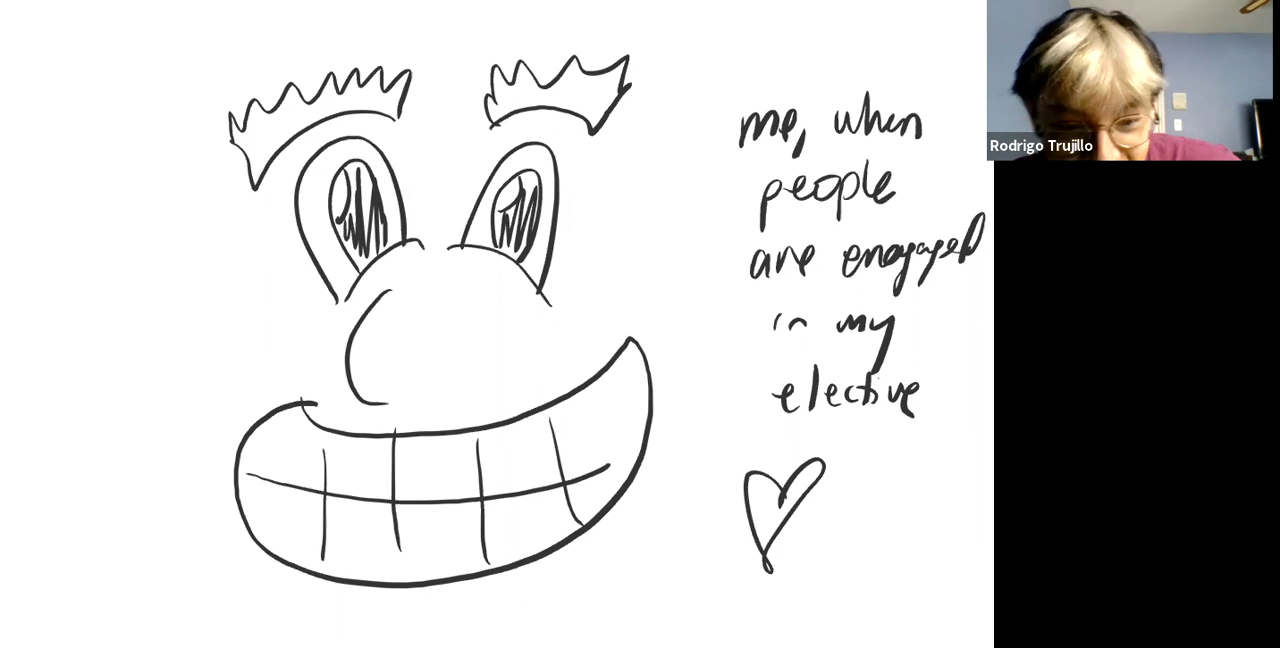 me, when
people
are engaged
in my
elective
Rodrigo Trujillo